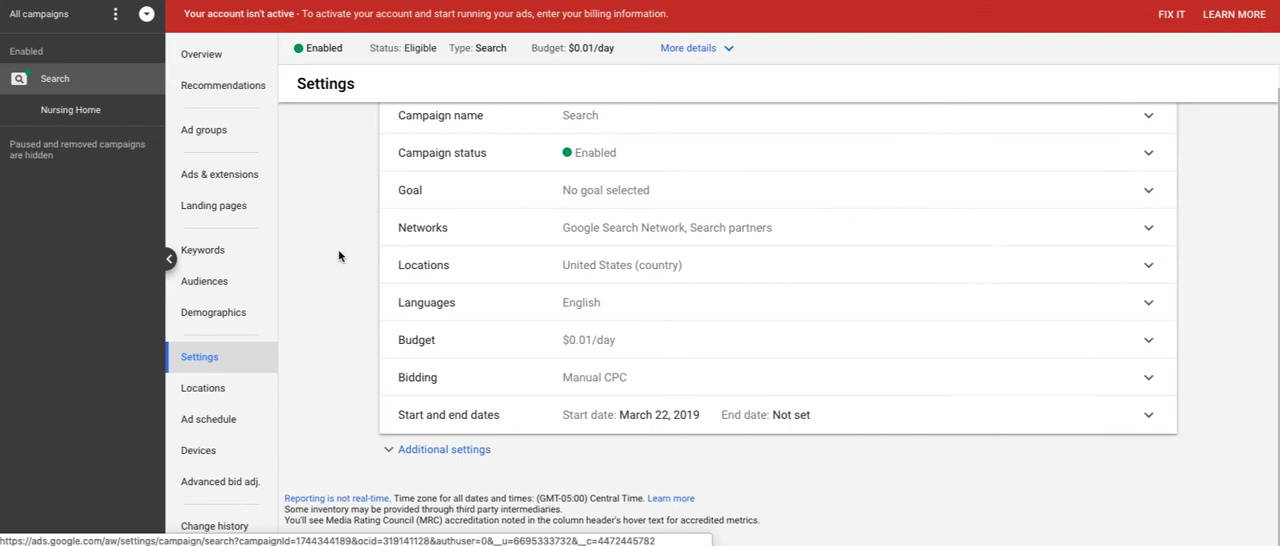 All campaigns
Your account isn't active - To activate your account and start running your ads, enter your billing information.
FIX IT
LEARN MORE
Enabled
Search
Nursing Home
Paused and removed campaigns
are hidden
Overview
Recommendations
Ad groups
Ads & extensions
Landing pages
Keywords
Audiences
Demographics
Settings
Locations
Ad schedule
Devices
Advanced bid adj.
Change history
Enabled Status: Eligible Type: Search Budget: $0.01/day More details
Settings
Campaign name Search
Campaign status Enabled
Goal No goal selected
Networks Google Search Network, Search partners
Locations United States (country)
Languages English
Budget $0.01/day
Bidding Manual CPC
Start and end dates Start date: March 22, 2019 End date: Not set
Additional settings
Reporting is not real-time. Time zone for all dates and times: (GMT-05:00) Central Time. Learn more
Some inventory may be provided through third party intermediaries.
You'll see Media Rating Council (MRC) accreditation noted in the column header's hover text for accredited metrics.
https://ads.google.com/aw/settings/campaign/search?campaignId=1744344189&ocid=319141128&authuser=0&__u=6695333732&__c=4472445782